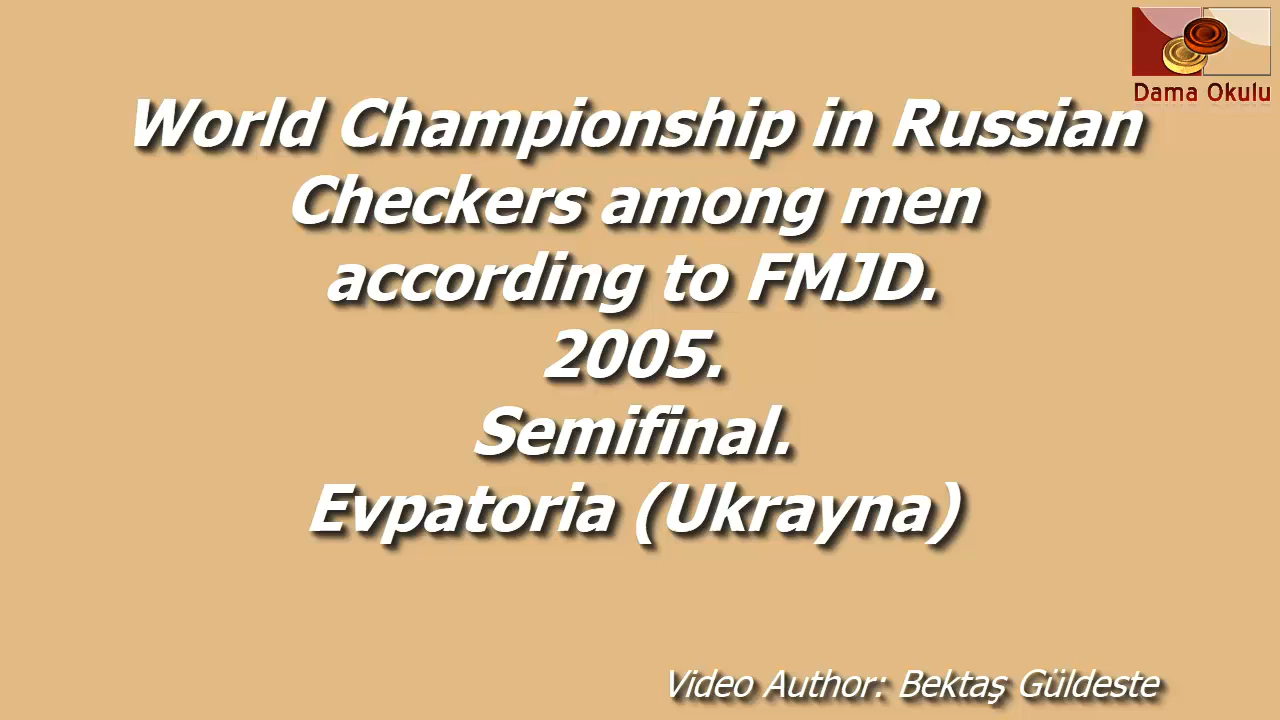 Dama Okulu
World Championship in Russian
Checkers among men
according to FMJD.
2005.
Semifinal.
Evpatoria (Ukrayna)
Video Author: Bektaş Güldeste